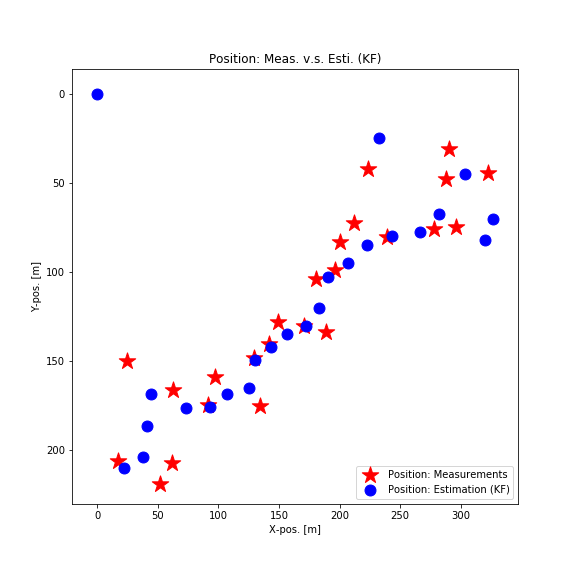 Position: Meas. v.s. Esti. (KF)
0
50
100
150
200
Y-pos. [m]
0 50 100 150 200 250 300
X-pos. [m]
Position: Measurements
Position: Estimation (KF)